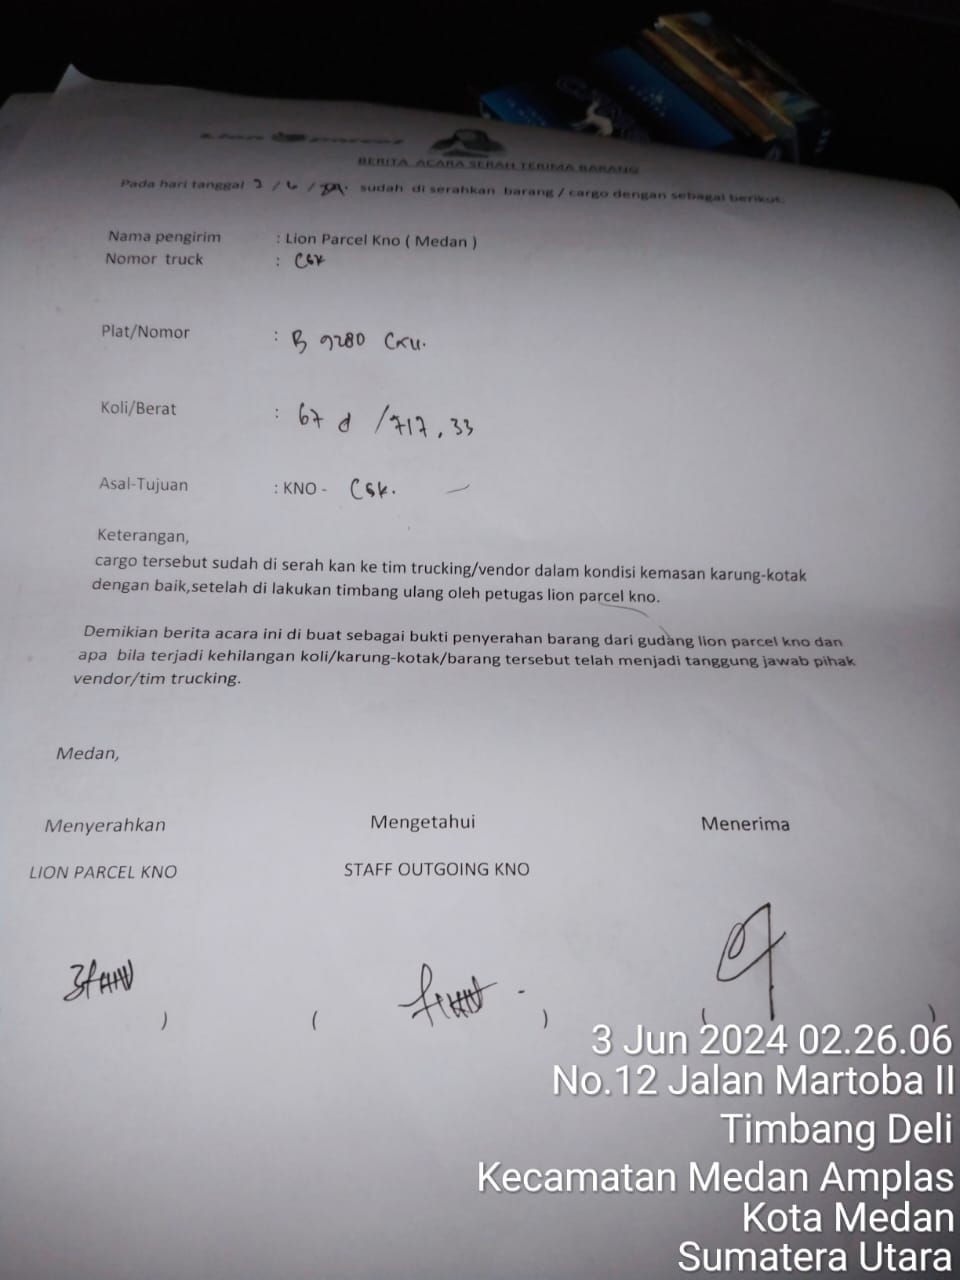 Lion parcel
BERITA ACARA SERAH TERIMA BARANG
Pada hari tanggal / 6 / sudah di serahkan barang / cargo dengan sebagai berikut.
Nama pengirim : Lion Parcel Kno ( Medan )
Nomor truck : CGK
Plat/Nomor : B 9280 CXU.
Koli/Berat : 67 / 717,33
Asal-Tujuan : KNO - CGK.
Keterangan,
cargo tersebut sudah di serah kan ke tim trucking/vendor dalam kondisi kemasan karung-kotak
dengan baik,setelah di lakukan timbang ulang oleh petugas lion parcel kno.
Demikian berita acara ini di buat sebagai bukti penyerahan barang dari gudang lion parcel kno dan
apa bila terjadi kehilangan koli/karung-kotak/barang tersebut telah menjadi tanggung jawab pihak
vendor/tim trucking.
Medan,
Menyerahkan Mengetahui Menerima
LION PARCEL KNO STAFF OUTGOING KNO
) ( ) ( )
3 Jun 2024 02.26.06
No.12 Jalan Martoba II
Timbang Deli
Kecamatan Medan Amplas
Kota Medan
Sumatera Utara